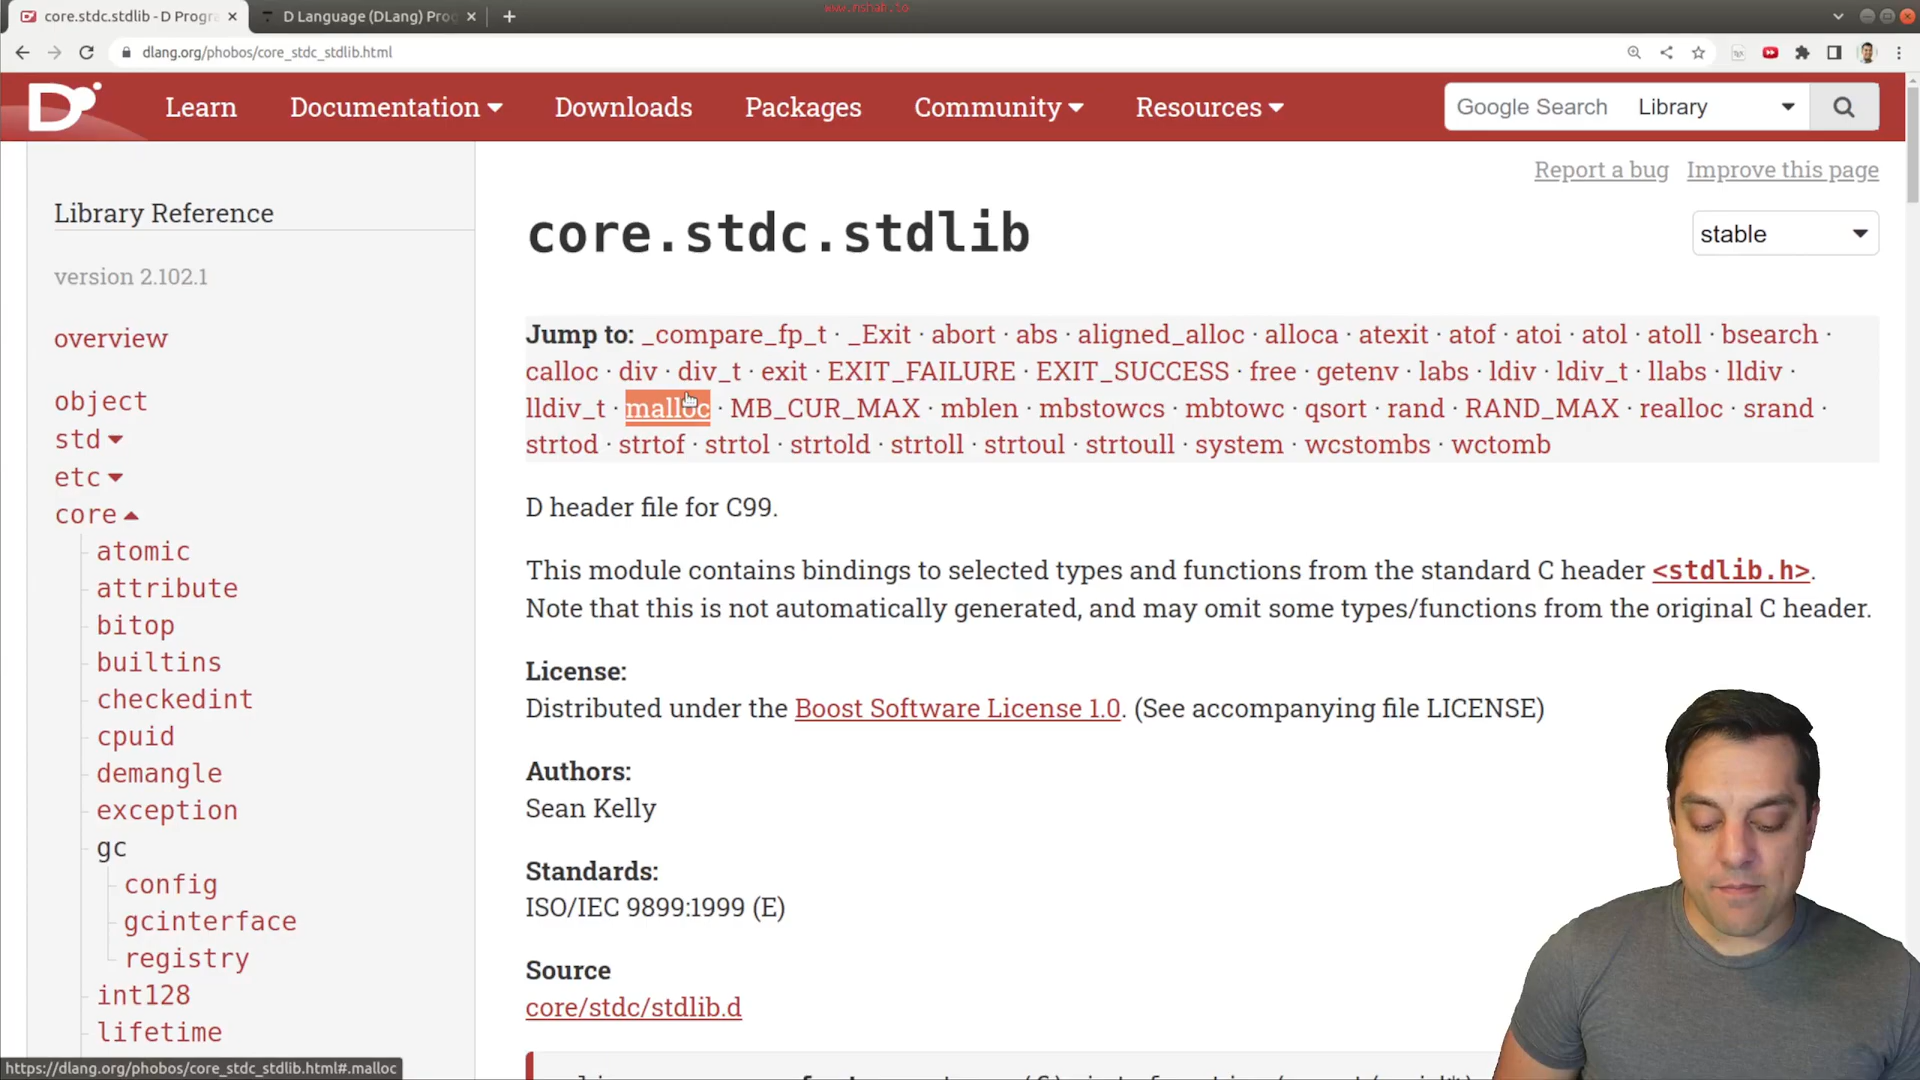 core.stdc.stdlib - D Progra
D Language (DLang) Pro
www.nshab.to
dlang.org/phobos/core_stdc_stdlib.html
D
Learn
Documentation
Downloads
Packages
Community
Resources
Google Search
Library
Report a bug
Improve this page
Library Reference
version 2.102.1
overview
object
std
etc
core
atomic
attribute
bitop
builtins
checkedint
cpuid
demangle
exception
gc
config
gcinterface
registry
int128
lifetime
core.stdc.stdlib
stable
Jump to: _compare_fp_t · _Exit · abort · abs · aligned_alloc · alloca · atexit · atof · atoi · atol · atoll · bsearch ·
calloc · div · div_t · exit · EXIT_FAILURE · EXIT_SUCCESS · free · getenv · labs · ldiv · ldiv_t · llabs · lldiv ·
lldiv_t · malloc · MB_CUR_MAX · mblen · mbstowcs · mbtowc · qsort · rand · RAND_MAX · realloc · srand ·
strtod · strtof · strtol · strtold · strtoll · strtoul · strtoull · system · wcstombs · wctomb
D header file for C99.
This module contains bindings to selected types and functions from the standard C header <stdlib.h>.
Note that this is not automatically generated, and may omit some types/functions from the original C header.
License:
Distributed under the Boost Software License 1.0. (See accompanying file LICENSE)
Authors:
Sean Kelly
Standards:
ISO/IEC 9899:1999 (E)
Source
core/stdc/stdlib.d
https://dlang.org/phobos/core_stdc_stdlib.html#.malloc